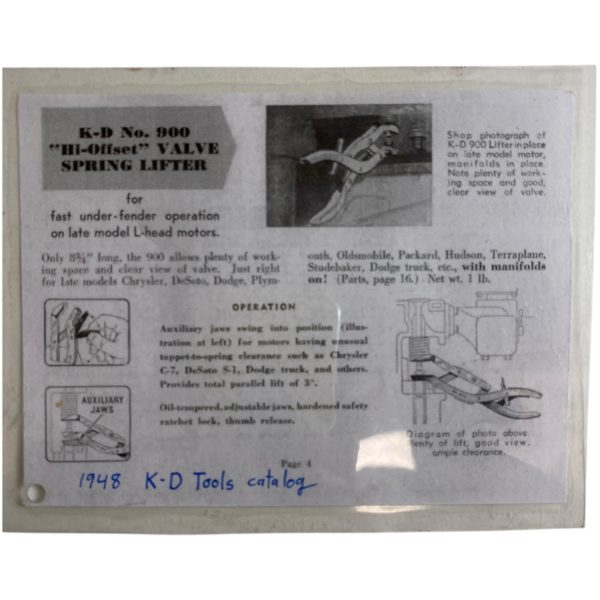 K-D No. 900
"Hi-Offset" VALVE
SPRING LIFTER
for
fast under-fender operation
on late model L-head motors.
Shop photograph of
K-D 900 Lifter in place
on late model motor,
manifolds in place.
Note plenty of work-
ing space and good,
clear view of valve.
Only 8¾" long, the 900 allows plenty of work-
ing space and clear view of valve. Just right
for late models Chrysler, DeSoto, Dodge, Plym-
outh, Oldsmobile, Packard, Hudson, Terraplane,
Studebaker, Dodge truck, etc., with manifolds
on! (Parts, page 16.) Net wt. 1 lb.
OPERATION
Auxiliary jaws swing into position (illus-
tration at left) for motors having unusual
tappet-to-spring clearance such as Chrysler
C-7, DeSoto S-1, Dodge truck, and others.
Provides total parallel lift of 3".
Oil-tempered, adjustable jaws, hardened safety
ratchet lock, thumb release.
AUXILIARY
JAWS
Diagram of photo above.
Plenty of lift, good view,
ample clearance.
Page 4
1948 K-D Tools catalog